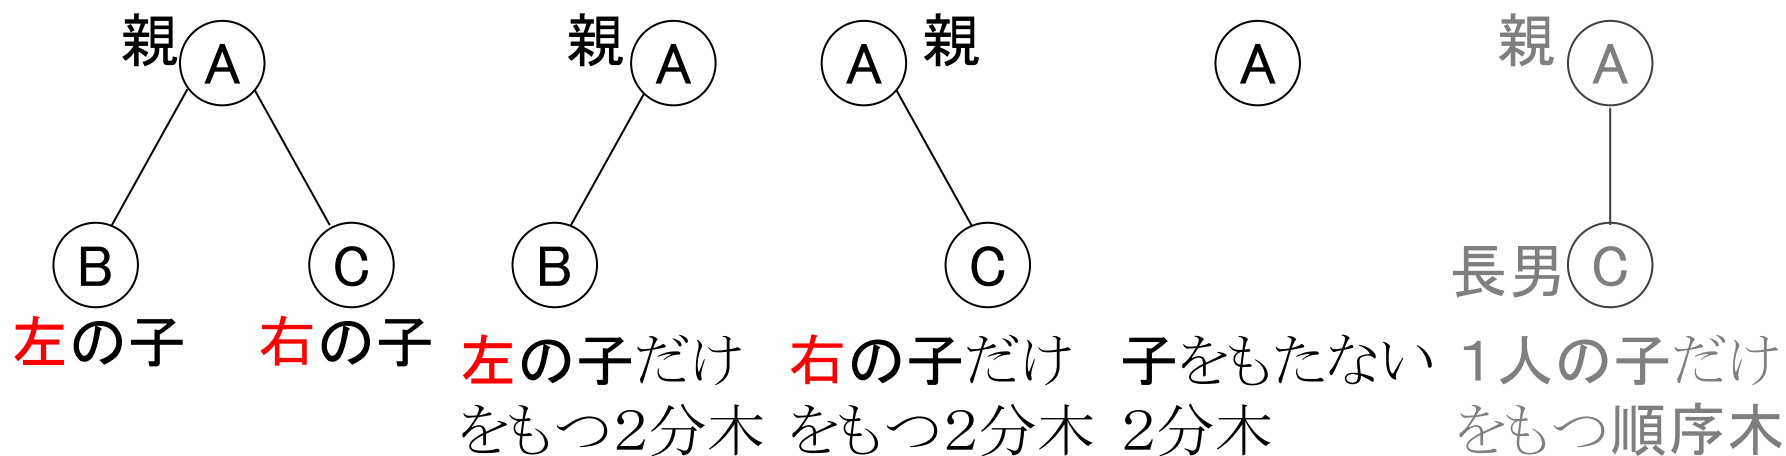 親 A
B C
左の子 右の子
親 A
B
左の子だけ
をもつ2分木
A 親
C
右の子だけ
をもつ2分木
A
子をもたない
2分木
親 A
長男 C
1人の子だけ
をもつ順序木